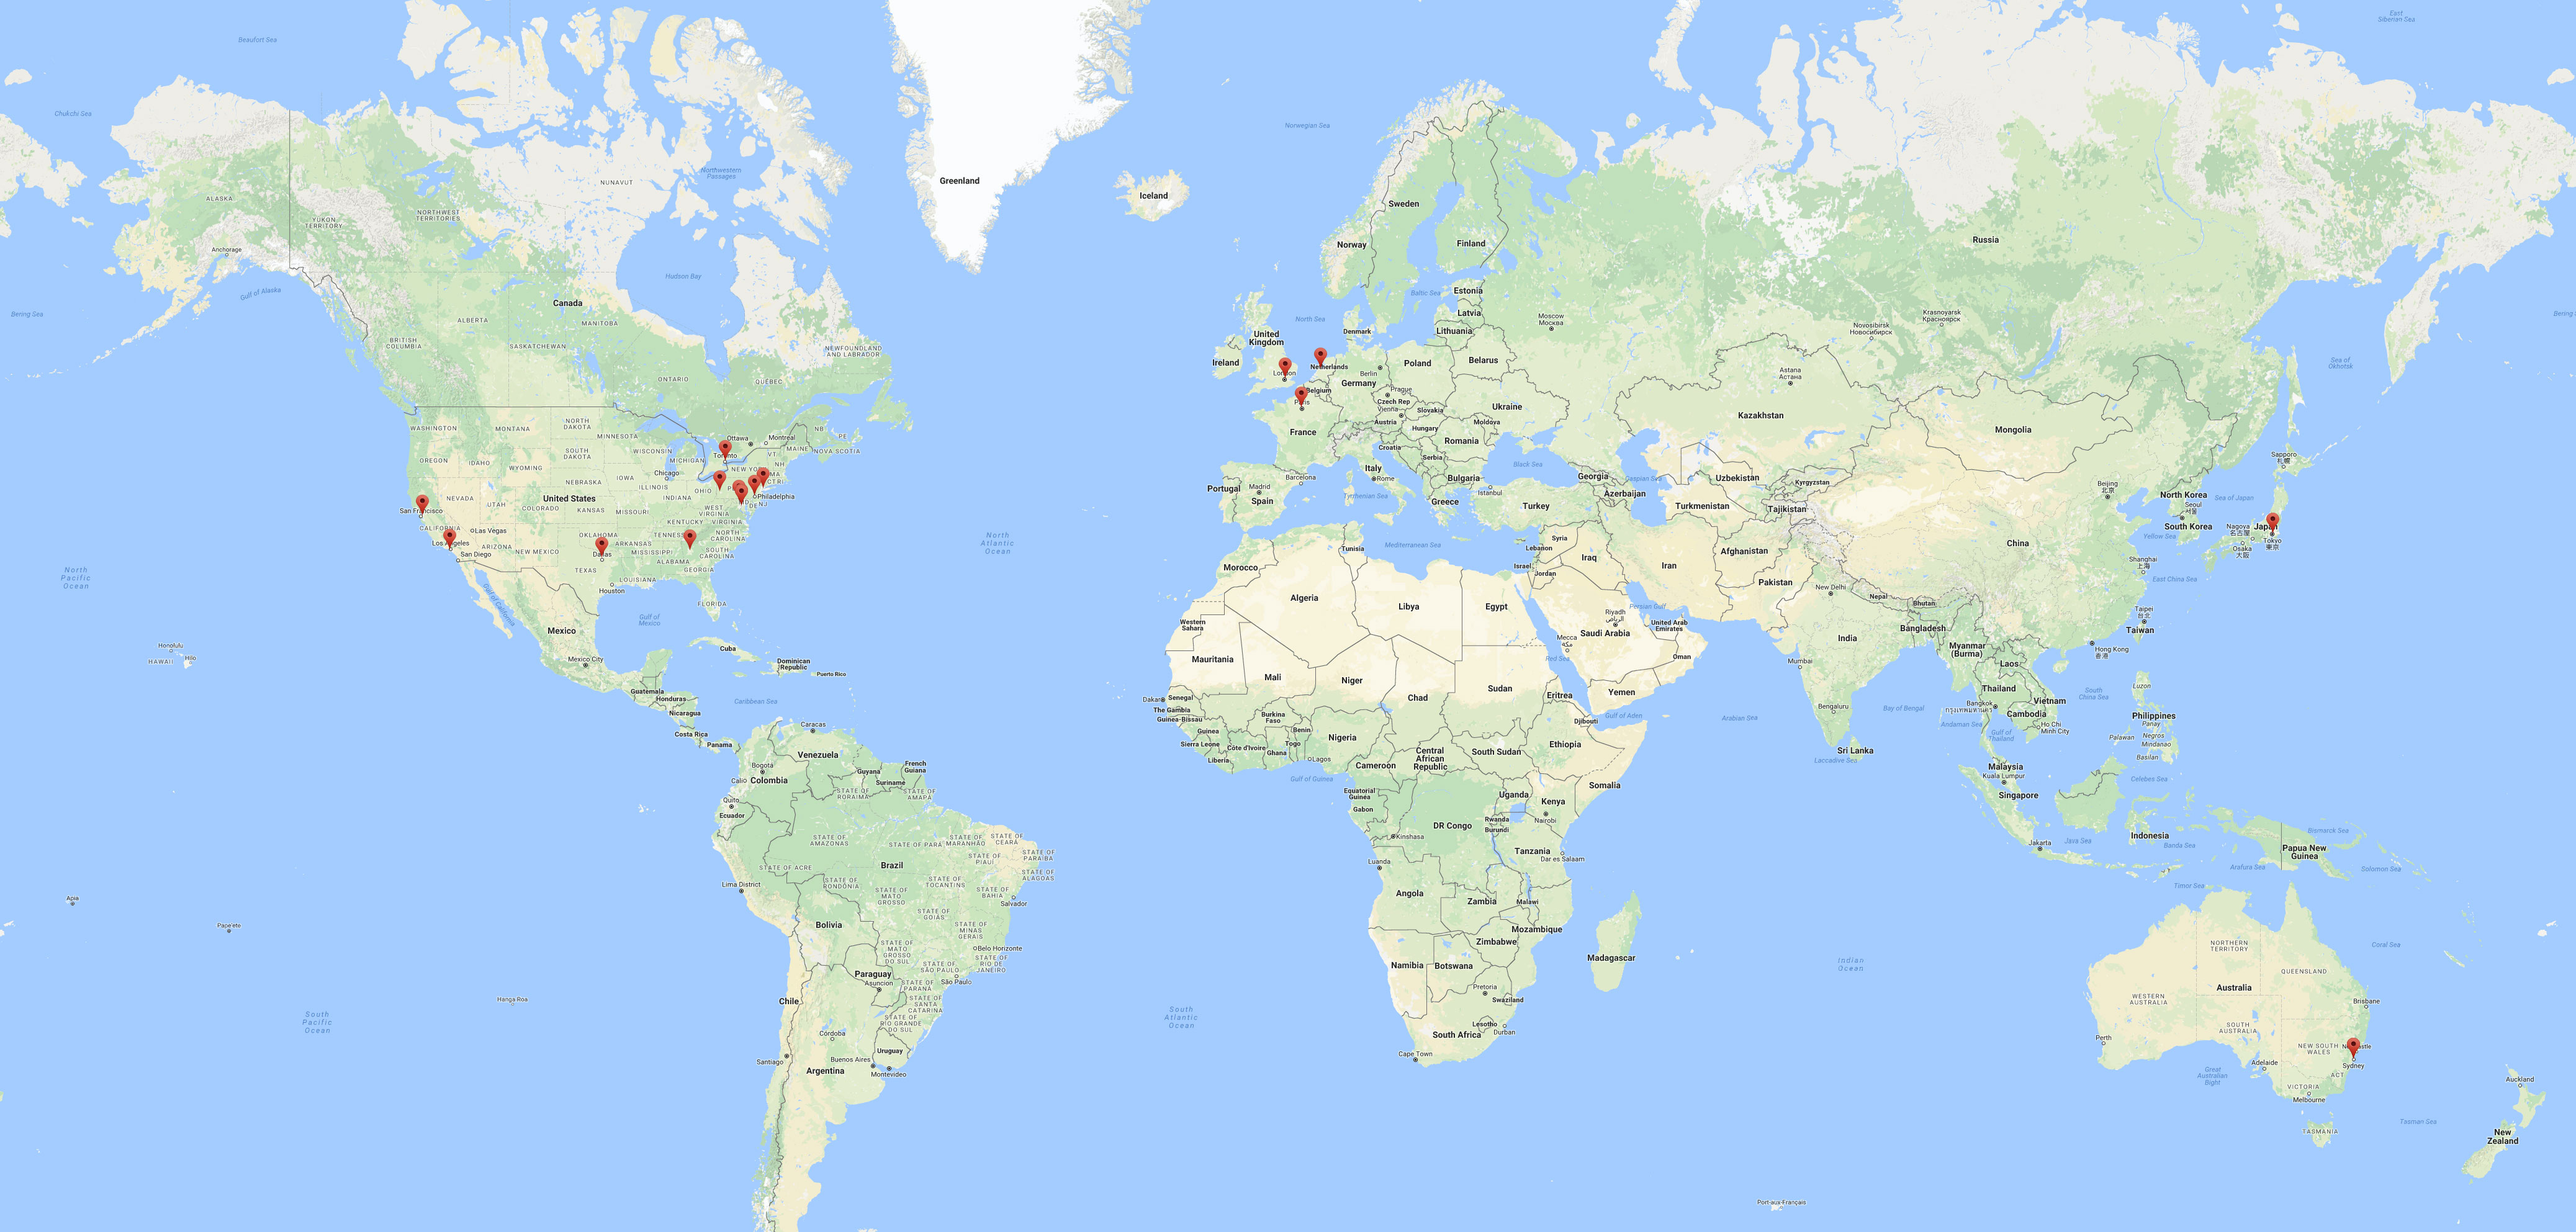 Beaufort Sea
East
Siberian Sea
Chukchi Sea
Norwegian Sea
Northwestern
Passages
NUNAVUT
Greenland
Iceland
ALASKA
NORTHWEST
TERRITORIES
YUKON
TERRITORY
Sweden
Anchorage
Norway
Finland
Russia
Hudson Bay
Gulf of Alaska
Bering Sea
Canada
ALBERTA
MANITOBA
Baltic Sea
Estonia
Latvia
Lithuania
North Sea
Denmark
Moscow
Москва
Krasnoyarsk
Красноярск
Novosibirsk
Новосибирск
Bering
BRITISH
COLUMBIA
SASKATCHEWAN
NEWFOUNDLAND
AND LABRADOR
United
Kingdom
Ireland
London
Netherlands
Berlin
Poland
Belarus
Sea of
Okhotsk
ONTARIO
QUÉBEC
Belgium
Germany
Prague
Czech Rep
Vienna
Slovakia
Paris
Ukraine
Astana
Астана
Kazakhstan
Mongolia
WASHINGTON
MONTANA
NORTH
DAKOTA
MINNESOTA
Ottawa
Montreal
NB
PE
MAINE
NOVA SCOTIA
France
Austria
Hungary
Moldova
Romania
Croatia
Serbia
OREGON
IDAHO
WYOMING
SOUTH
DAKOTA
WISCONSIN
MICHIGAN
Toronto
VT
NH
NEW YO
MA
CT
RI
Chicago
Italy
Rome
Bulgaria
Black Sea
Georgia
Caspian Sea
Uzbekistan
Kyrgyzstan
Sapporo
札幌
NEBRASKA
IOWA
ILLINOIS
INDIANA
OHIO
P
Philadelphia
MD
DE
NJ
Portugal
Madrid
Spain
Barcelona
Tyrrhenian Sea
Greece
Istanbul
Turkey
Azerbaijan
Turkmenistan
Tajikistan
Beijing
北京
North Korea
Seoul
서울
South Korea
Sea of Japan
Japan
NEVADA
UTAH
COLORADO
United States
KANSAS
MISSOURI
WEST
VIRGINIA
KENTUCKY
VIRGINIA
San Francisco
CALIFORNIA
Las Vegas
Los Angeles
San Diego
ARIZONA
NEW MEXICO
OKLAHOMA
ARKANSAS
TENNESS
NORTH
CAROLINA
SOUTH
CAROLINA
Dallas
MISSISSIPPI
ALABAMA
GEORGIA
TEXAS
LOUISIANA
Houston
FLORIDA
North
Atlantic
Ocean
Mediterranean Sea
Tunisia
Morocco
Syria
Lebanon
Israel
Jordan
Iraq
Iran
Afghanistan
Pakistan
China
Nagoya
名古屋
Osaka
大阪
Tokyo
東京
Yellow Sea
Shanghai
上海
East China Sea
North
Pacific
Ocean
Gulf of California
Gulf of
Mexico
Mexico
Algeria
Libya
Egypt
Western
Sahara
Persian Gulf
Riyadh
الرياض
Saudi Arabia
United Arab
Emirates
New Delhi
Nepal
Bhutan
India
Bangladesh
Taipei
台北
Taiwan
Honolulu
HAWAII
Hilo
Mexico City
Cuba
Dominican
Republic
Puerto Rico
Mauritania
Mali
Niger
Chad
Sudan
Mecca
مكة
Red Sea
Oman
Yemen
Eritrea
Mumbai
Myanmar
(Burma)
Laos
Hong Kong
香港
Guatemala
Honduras
Nicaragua
Caribbean Sea
Dakar
Senegal
The Gambia
Guinea-Bissau
Burkina
Faso
Djibouti
Gulf of Aden
Arabian Sea
Bengaluru
Bay of Bengal
Thailand
Bangkok
กรุงเทพมหานคร
Vietnam
Cambodia
Ho Chi
Minh City
Andaman Sea
Gulf of
Thailand
South
China Sea
Luzon
Philippines
Panay
Negros
Palawan
Mindanao
Basilan
Costa Rica
Panama
Caracas
Venezuela
Guinea
Sierra Leone
Côte d'Ivoire
Liberia
Ghana
Togo
Benin
Nigeria
Lagos
Gulf of Guinea
Cameroon
Central
African
Republic
South Sudan
Ethiopia
Somalia
Sri Lanka
Laccadive Sea
Malaysia
Kuala Lumpur
Singapore
Celebes Sea
Bogota
Cali
Colombia
Guyana
Suriname
French
Guiana
STATE OF
RORAIMA
STATE OF
AMAPÁ
Quito
Ecuador
Equatorial
Guinea
Gabon
Uganda
Kenya
Nairobi
Rwanda
Burundi
DR Congo
Kinshasa
Tanzania
Dar es Salaam
Luanda
Jakarta
Java Sea
Indonesia
Banda Sea
Bismarck Sea
Papua New
Guinea
Arafura Sea
Solomon Sea
Timor Sea
STATE OF
AMAZONAS
STATE OF PARÁ
STATE OF
MARANHÃO
STATE OF
CEARÁ
STATE OF
PIAUÍ
STATE OF
PARAÍBA
STATE OF
ALAGOAS
STATE OF ACRE
Brazil
STATE OF
RONDÔNIA
STATE OF
MATO
GROSSO
STATE OF
TOCANTINS
STATE OF
BAHIA
Salvador
Lima District
Angola
Zambia
Malawi
Mozambique
Zimbabwe
Madagascar
Apia
Pape'ete
Bolivia
STATE OF
GOIÁS
STATE OF
MINAS
GERAIS
Belo Horizonte
STATE OF
MATO
GROSSO
DO SUL
STATE OF
SÃO PAULO
STATE OF
RIO DE
JANEIRO
São Paulo
Namibia
Botswana
Pretoria
Swaziland
Indian
Ocean
NORTHERN
TERRITORY
Coral Sea
QUEENSLAND
Australia
WESTERN
AUSTRALIA
Brisbane
Hanga Roa
Paraguay
Asuncion
STATE OF
PARANÁ
STATE OF
SANTA
CATARINA
STATE OF
RIO GRANDE
DO SUL
Chile
South
Pacific
Ocean
South
Atlantic
Ocean
Lesotho
Durban
South Africa
Cape Town
SOUTH
AUSTRALIA
Perth
NEW SOUTH
WALES
Newcastle
Sydney
Adelaide
ACT
Great
Australian
Bight
VICTORIA
Melbourne
Cordoba
Santiago
Buenos Aires
Uruguay
Montevideo
Argentina
Auckland
Tasman Sea
TASMANIA
New
Zealand
Port-aux-Français